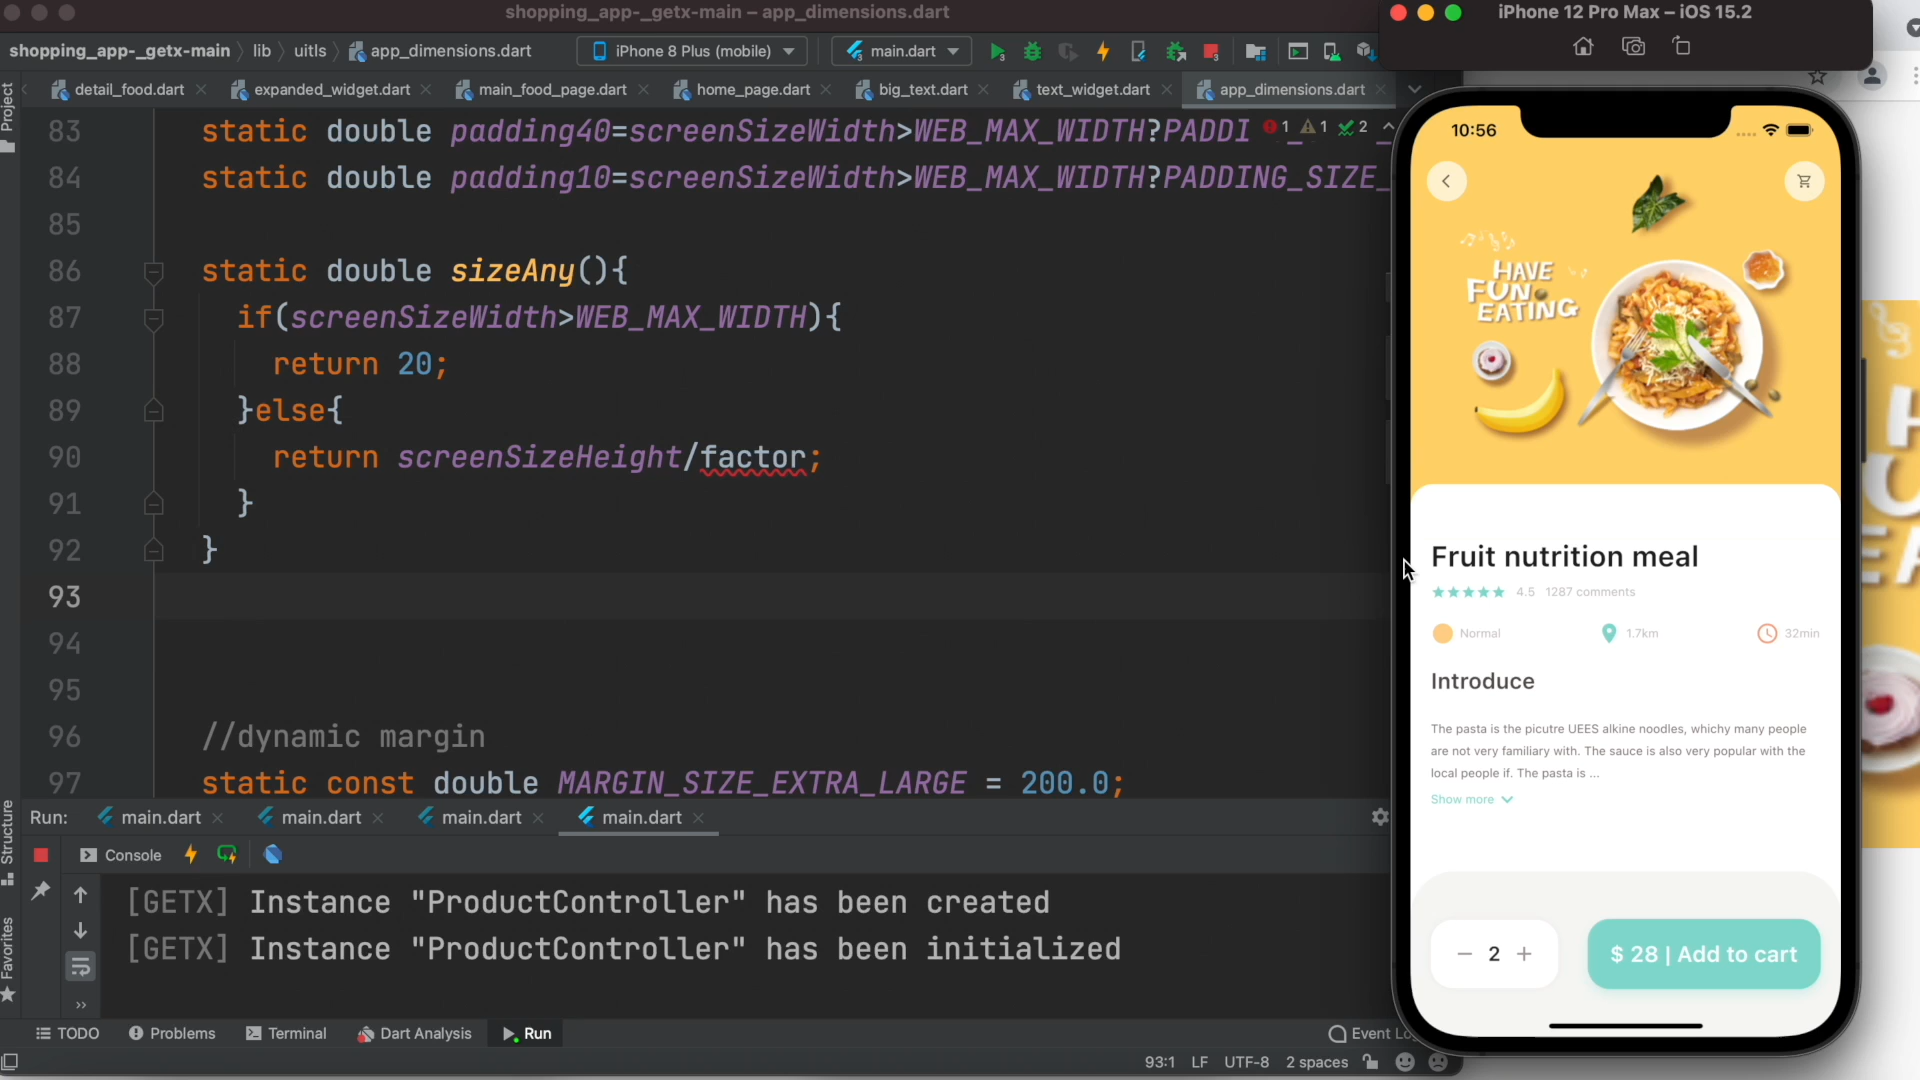 shopping_app-_getx-main – app_dimensions.dart
shopping_app-_getx-main
lib
uitls
app_dimensions.dart
iPhone 8 Plus (mobile)
main.dart
Project
detail_food.dart
expanded_widget.dart
main_food_page.dart
home_page.dart
big_text.dart
text_widget.dart
app_dimensions.dart
83 static double padding40=screenSizeWidth>WEB_MAX_WIDTH?PADDI
1 1 2
84 static double padding10=screenSizeWidth>WEB_MAX_WIDTH?PADDING_SIZE_
85
86 static double sizeAny(){
87 if(screenSizeWidth>WEB_MAX_WIDTH){
88 return 20;
89 }else{
90 return screenSizeHeight/factor;
91 }
92 }
93
94
95
96 //dynamic margin
97 static const double MARGIN_SIZE_EXTRA_LARGE = 200.0;
Structure
Favorites
Run:
main.dart
main.dart
main.dart
main.dart
Console
[GETX] Instance "ProductController" has been created
[GETX] Instance "ProductController" has been initialized
TODO
Problems
Terminal
Dart Analysis
Run
Event Lo
93:1 LF UTF-8 2 spaces
iPhone 12 Pro Max – iOS 15.2
10:56
HAVE
FUN
EATING
Fruit nutrition meal
4.5 1287 comments
Normal
1.7km
32min
Introduce
The pasta is the picutre UEES alkine noodles, whichy many people
are not very familiary with. The sauce is also very popular with the
local people if. The pasta is ...
Show more
– 2 +
$ 28 | Add to cart